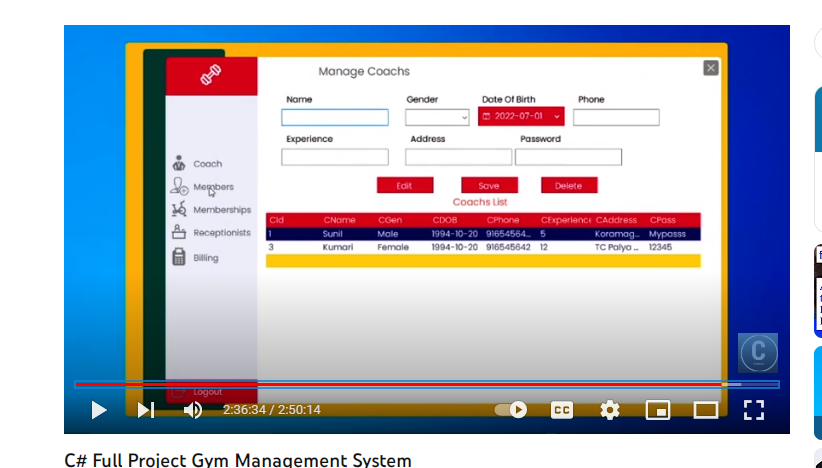 Manage Coachs
Name Gender Date Of Birth Phone
2022-07-01
Experience Address Password
Coach
Members
Memberships
Receptionists
Billing
Logout
Edit Save Delete
Coachs List
CId CName CGen CDOB CPhone CExperience CAddress CPass
1 Sunil Male 1994-10-20 91654564... 5 Koramag... Mypasss
3 Kumari Female 1994-10-20 916545642 12 TC Palya ... 12345
C
2:36:34 / 2:50:14
CC
C# Full Project Gym Management System